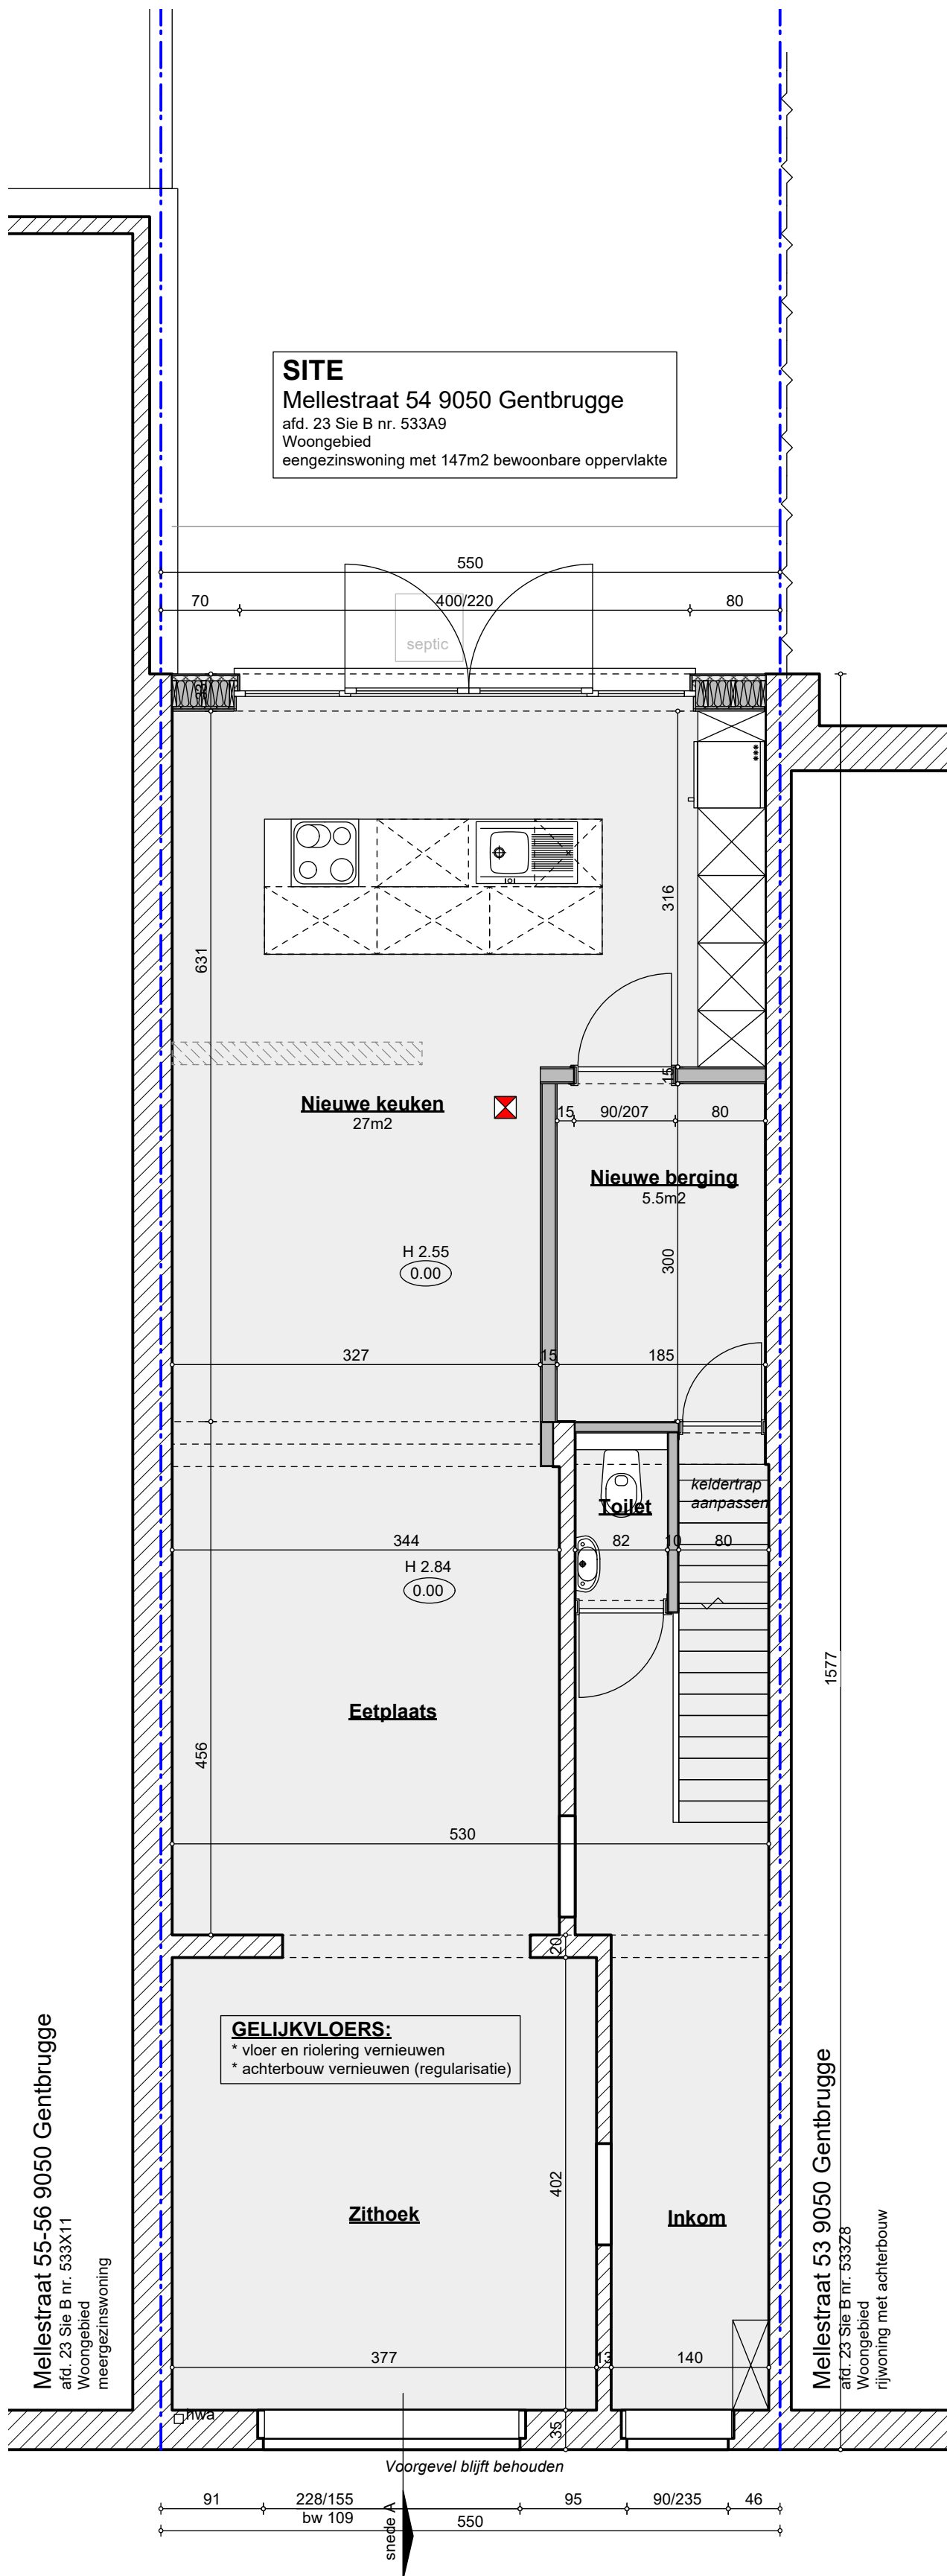 SITE
Mellestraat 54 9050 Gentbrugge
afd. 23 Sie B nr. 533A9
Woongebied
eengezinswoning met 147m2 bewoonbare oppervlakte
550
70
400/220
80
septic
316
631
15
Nieuwe keuken
27m2
15
90/207
80
Nieuwe berging
5.5m2
H 2.55
0.00
300
327
15
185
keldertrap
aanpassen
Toilet
344
82
10
80
H 2.84
0.00
1577
Eetplaats
456
530
20
GELIJKVLOERS:
* vloer en riolering vernieuwen
* achterbouw vernieuwen (regularisatie)
Mellestraat 55-56 9050 Gentbrugge
afd. 23 Sie B nr. 533X11
Woongebied
meergezinswoning
Mellestraat 53 9050 Gentbrugge
afd. 23 Sie B nr. 533Z8
Woongebied
rijwoning met achterbouw
402
Zithoek
Inkom
377
13
140
hwa
35
Voorgevel blijft behouden
91
228/155
bw 109
95
90/235
46
550
snede A